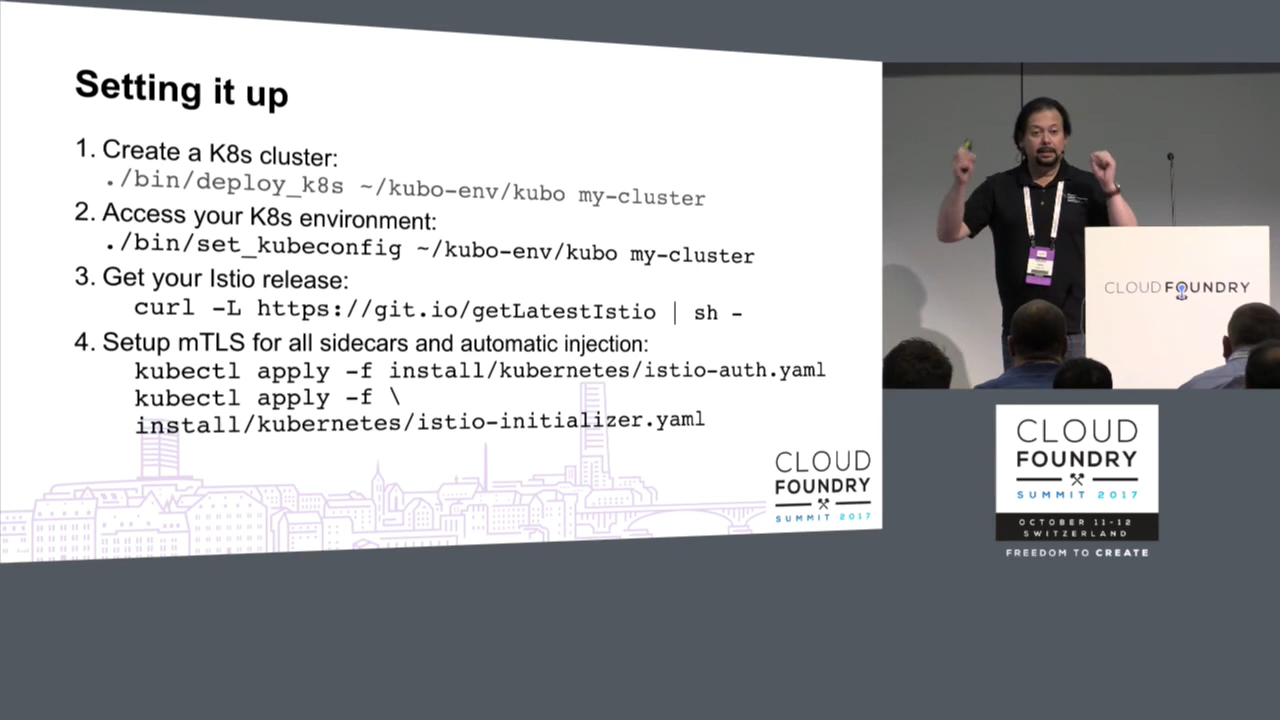 Setting it up
1. Create a K8s cluster:
./bin/deploy_k8s ~/kubo-env/kubo my-cluster
2. Access your K8s environment:
./bin/set_kubeconfig ~/kubo-env/kubo my-cluster
3. Get your Istio release:
curl -L https://git.io/getLatestIstio | sh -
4. Setup mTLS for all sidecars and automatic injection:
kubectl apply -f install/kubernetes/istio-auth.yaml
kubectl apply -f \
install/kubernetes/istio-initializer.yaml
CLOUD
FOUNDRY
SUMMIT 2017
CLOUD FOUNDRY
CLOUD
FOUNDRY
SUMMIT 2017
OCTOBER 11-12
SWITZERLAND
FREEDOM TO CREATE